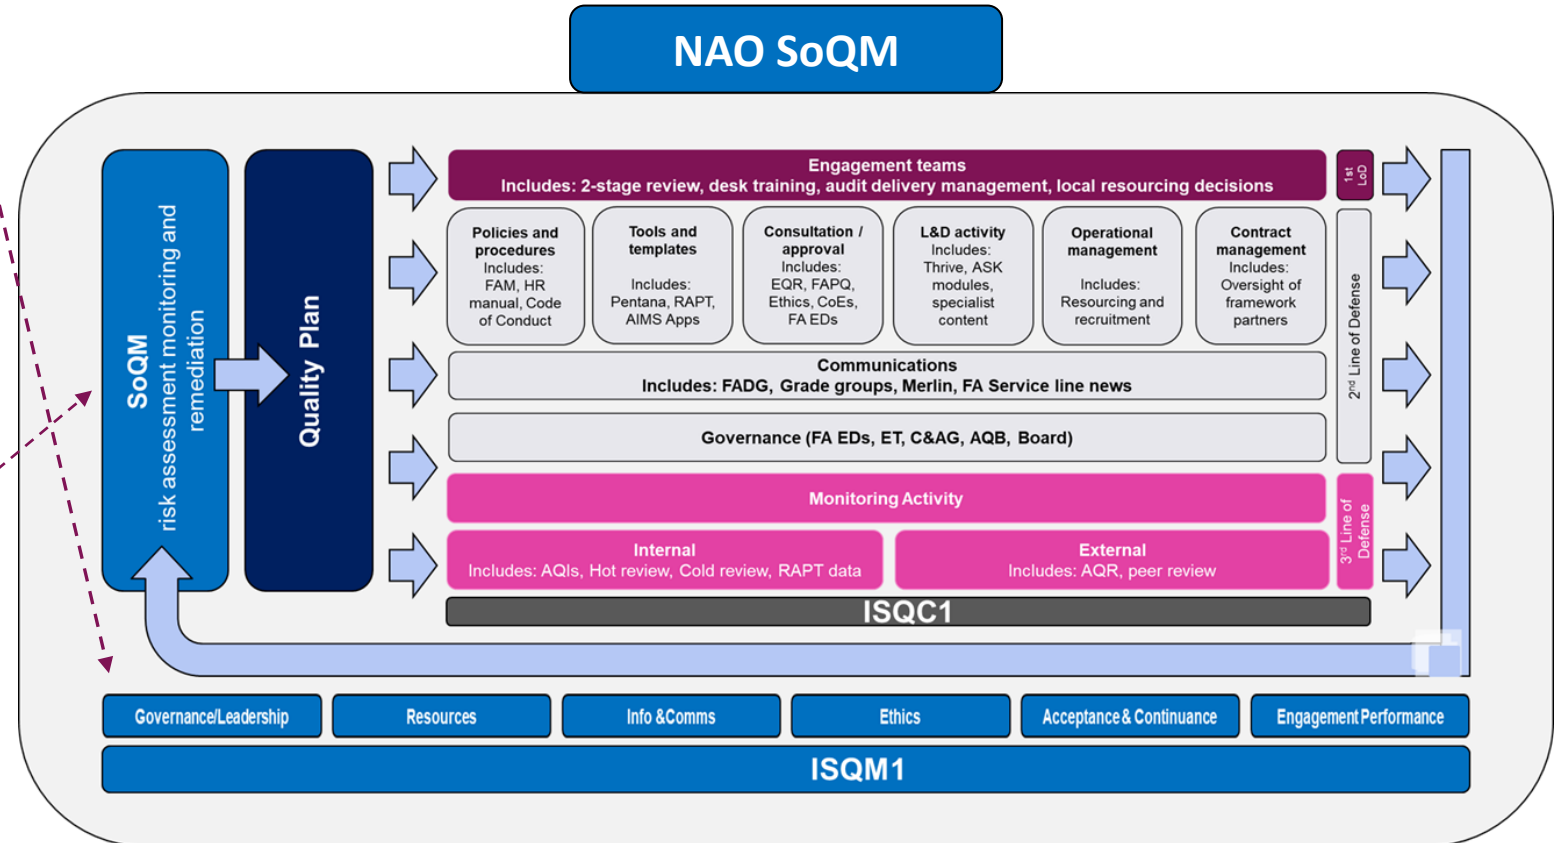 NAO SoQM
SoQM
risk assessment monitoring and
remediation
Quality Plan
Engagement teams
Includes: 2-stage review, desk training, audit delivery management, local resourcing decisions
1st
LoD
Policies and
procedures
Includes:
FAM, HR
manual, Code
of Conduct
Tools and
templates
Includes:
Pentana, RAPT,
AIMS Apps
Consultation /
approval
Includes:
EQR, FAPQ,
Ethics, CoEs,
FA EDs
L&D activity
Includes:
Thrive, ASK
modules,
specialist
content
Operational
management
Includes:
Resourcing and
recruitment
Contract
management
Includes:
Oversight of
framework
partners
2nd Line of Defense
Communications
Includes: FADG, Grade groups, Merlin, FA Service line news
Governance (FA EDs, ET, C&AG, AQB, Board)
Monitoring Activity
Internal
Includes: AQIs, Hot review, Cold review, RAPT data
External
Includes: AQR, peer review
3rd Line of
Defense
ISQC1
Governance/Leadership
Resources
Info &Comms
Ethics
Acceptance & Continuance
Engagement Performance
ISQM1